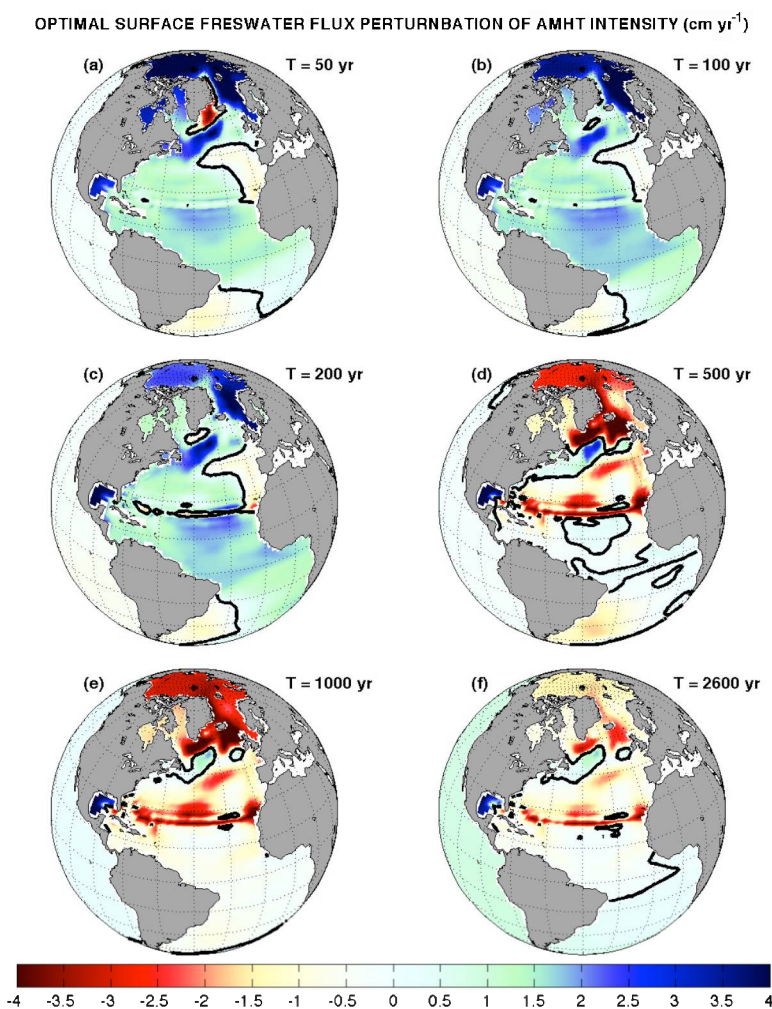 OPTIMAL SURFACE FRESWATER FLUX PERTURNBATION OF AMHT INTENSITY (cm yr-1)
(a) T = 50 yr (b) T = 100 yr
(c) T = 200 yr (d) T = 500 yr
(e) T = 1000 yr (f) T = 2600 yr
-4 -3.5 -3 -2.5 -2 -1.5 -1 -0.5 0 0.5 1 1.5 2 2.5 3 3.5 4